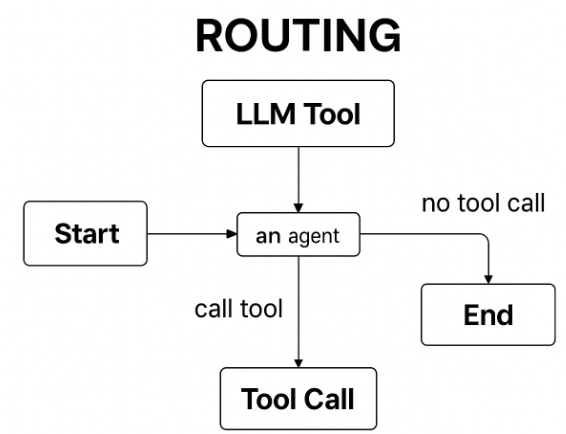 ROUTING
LLM Tool
no tool call
Start
an agent
call tool
End
Tool Call